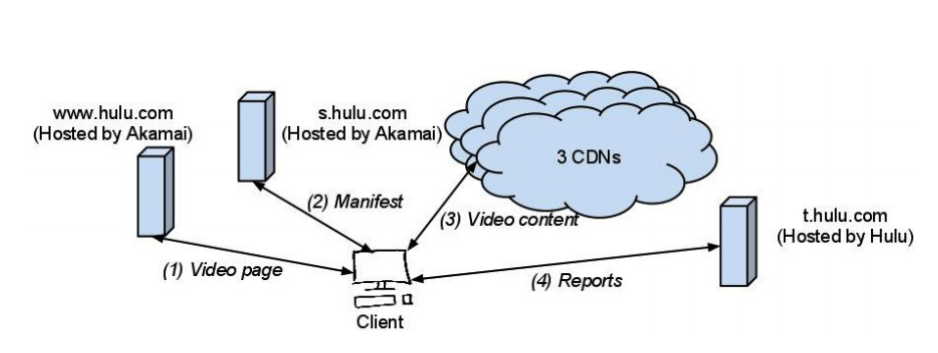 www.hulu.com
(Hosted by Akamai)
s.hulu.com
(Hosted by Akamai)
3 CDNs
(2) Manifest
(3) Video content
t.hulu.com
(Hosted by Hulu)
(1) Video page
(4) Reports
Client